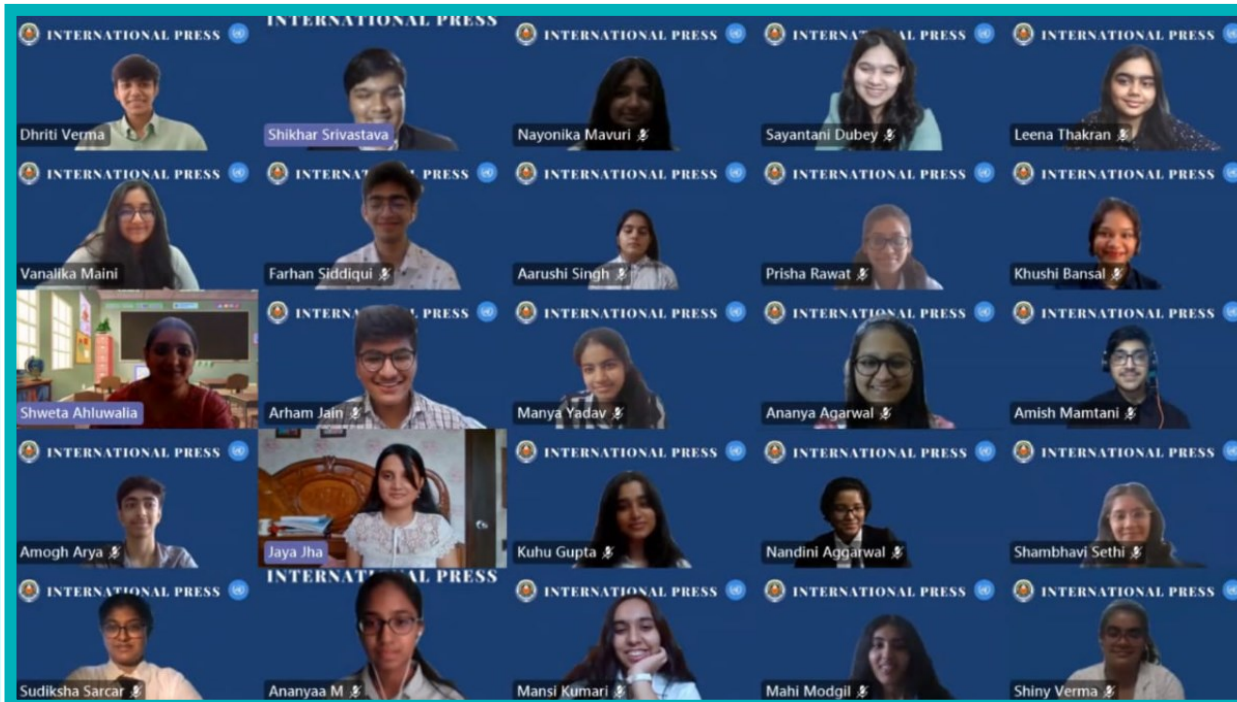 INTERNATIONAL PRESS
INTERNATIONAL PRESS
INTERNATIONAL PRESS
INTERNATIONAL PRESS
INTERNATIONAL PRESS
Dhriti Verma
Shikhar Srivastava
Nayonika Mavuri
Sayantani Dubey
Leena Thakran
INTERNATIONAL PRESS
INTERNATIONAL PRESS
INTERNATIONAL PRESS
INTERNATIONAL PRESS
INTERNATIONAL PRESS
Vanalika Maini
Farhan Siddiqui
Aarushi Singh
Prisha Rawat
Khushi Bansal
INTERNATIONAL PRESS
INTERNATIONAL PRESS
INTERNATIONAL PRESS
INTERNATIONAL PRESS
Shweta Ahluwalia
Arham Jain
Manya Yadav
Ananya Agarwal
Amish Mamtani
INTERNATIONAL PRESS
INTERNATIONAL PRESS
INTERNATIONAL PRESS
INTERNATIONAL PRESS
Amogh Arya
Jaya Jha
Kuhu Gupta
Nandini Aggarwal
Shambhavi Sethi
INTERNATIONAL PRESS
INTERNATIONAL PRESS
INTERNATIONAL PRESS
INTERNATIONAL PRESS
INTERNATIONAL PRESS
Sudiksha Sarcar
Ananyaa M
Mansi Kumari
Mahi Modgil
Shiny Verma